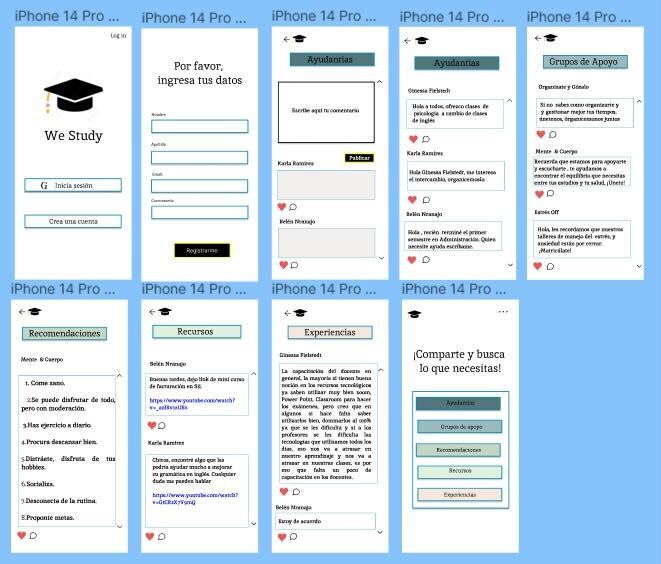 iPhone 14 Pro ...
Log in
We Study
G Inicia sesión
Crea una cuenta
iPhone 14 Pro ...
Por favor,
ingresa tus datos
Nombre
Apellido
Email
Contraseña
Registrarme
iPhone 14 Pro ...
Ayudantías
Escribe aquí tu comentario
Publicar
Karla Ramirez
Belén Nranajo
iPhone 14 Pro ...
Ayudantías
Ginessa Fielstedt
Hola a todos, ofrezco clases de
psicología a cambio de clases
de inglés
Karla Ramirez
Hola Ginessa Fielstedt, me interesa
el intercambio, organicemoslo.
Belén Nranajo
Hola , recién terminé el primer
semestre en Administración. Quien
necesite ayuda escríbame.
iPhone 14 Pro ...
Grupos de Apoyo
Organízate y Gónalo
Si no sabes como organizarte y
y gestionar mejor tus tiempos,
únetenos, organicemonos juntos
Mente & Cuerpo
Recuerda que estamos para apoyarte
y escucharte , te ayudamos a
encontrar el equilibrio que necesitas
entre tus estudios y tu salud, ¡Únete!
Estrés Off
Hola, les recordamos que nuestros
talleres de manejo del estrés, y
ansiedad están por cerrar.
¡Matricúlate!
iPhone 14 Pro ...
Recomendaciones
Mente & Cuerpo
1. Come sano.
2.Se puede disfrutar de todo,
pero con moderación.
3.Haz ejercicio a diario.
4.Procura descansar bien.
5.Distráete, disfruta de tus
hobbies.
6.Socializa.
7.Desconecta de la rutina.
8.Proponte metas.
iPhone 14 Pro ...
Recursos
Belén Nranajo
Buenas tardes, dejo link de mini curso
de facturación en Sii.
https://www.youtube.com/watch?
Karla Ramirez
Chicas, encontré algo que les
podría ayudar mucho a mejorar
su gramática en inglés. Cualquier
duda me pueden hablar
https://www.youtube.com/watch?
iPhone 14 Pro ...
Experiencias
Ginessa Fielstedt
La capacitación del docente en
general, la mayoría si tienen buena
noción en los recursos tecnológicos
ya saben utilizar muy bien zoom,
Power Point, Classroom para hacer
los exámenes, pero creo que en
algunos si hace falta saber
utilizarlos bien, dominarlos al 100%
ya que se les dificulta y si a los
profesores se les dificulta las
tecnologías que utilizamos todos los
días, eso nos va a atrasar en
nuestro aprendizaje y nos va a
atrasar en nuestras clases, es por
eso que falta un poco de
capacitación en los docentes.
Belén Nranajo
Estoy de acuerdo
iPhone 14 Pro ...
¡Comparte y busca
lo que necesitas!
Ayudantías
Grupos de apoyo
Recomendaciones
Recursos
Experiencias